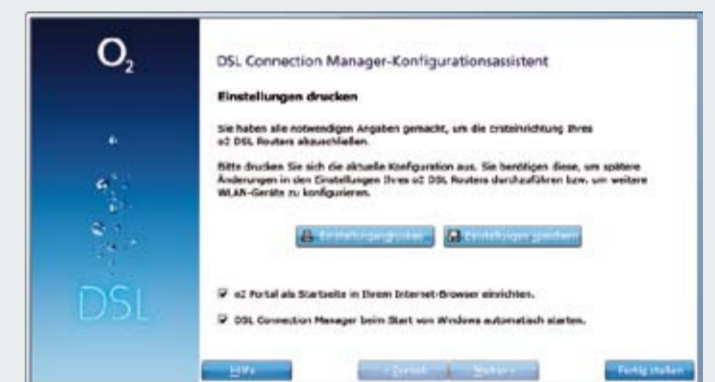 O2
DSL Connection Manager-Konfigurationsassistent
Einstellungen drucken
Sie haben alle notwendigen Angaben gemacht, um die Ersteinrichtung Ihres
o2 DSL Routers abzuschließen.
Bitte drucken Sie sich die aktuelle Konfiguration aus. Sie benötigen diese, um spätere
Änderungen in den Einstellungen Ihres o2 DSL Routers durchzuführen bzw. um weitere
WLAN-Geräte zu konfigurieren.
Einstellungen drucken Einstellungen speichern
DSL
o2 Portal als Startseite in Ihrem Internet-Browser einrichten.
DSL Connection Manager beim Start von Windows automatisch starten.
Hilfe < Zurück Weiter > Fertig stellen